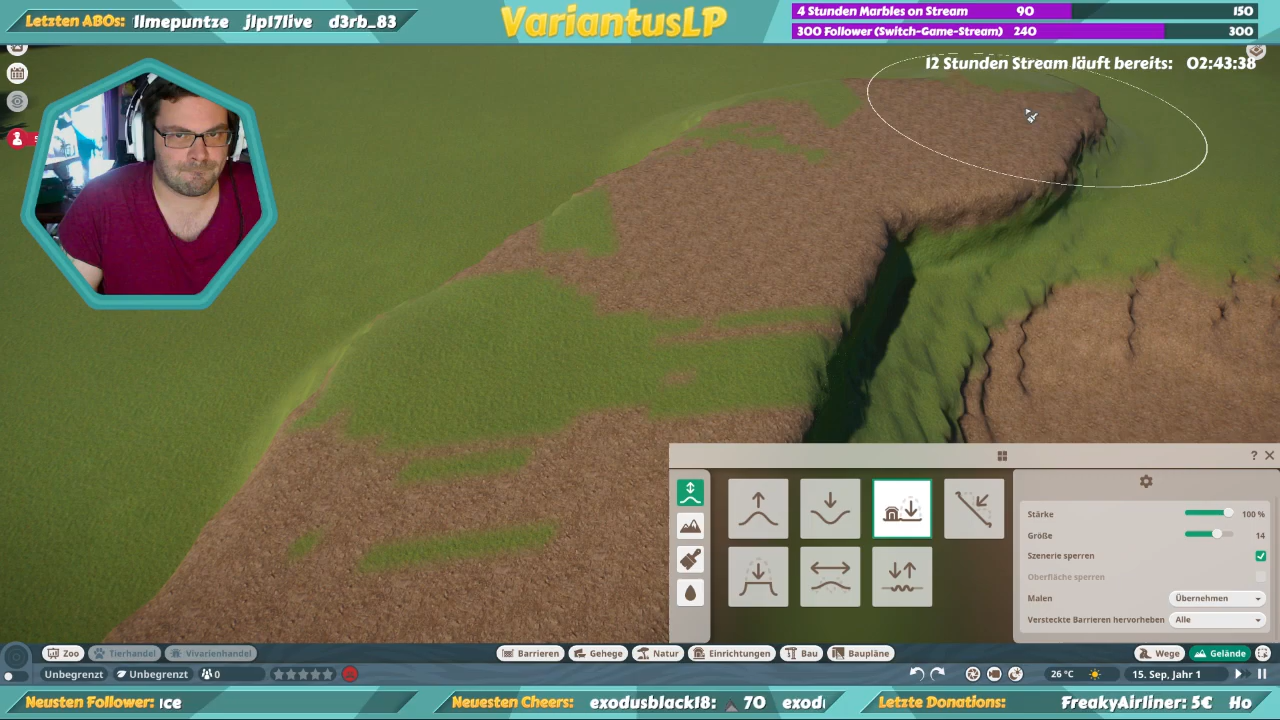 Letzten ABOs: llmepuntze jlp17live d3rb_83
VariantusLP
4 Stunden Marbles on Stream 90 150
300 Follower (Switch-Game-Stream) 240 300
12 Stunden Stream läuft bereits: 02:43:38
? ×
Stärke 100 %
Größe 14
Szenerie sperren
Oberfläche sperren
Malen Übernehmen
Versteckte Barrieren hervorheben Alle
Zoo Tierhandel Vivarienhandel Barrieren Gehege Natur Einrichtungen Bau Baupläne Wege Gelände
Unbegrenzt Unbegrenzt 0 26 °C 15. Sep, Jahr 1
Neusten Follower: ice Neuesten Cheers: exodusblack18: 70 exodu Letzte Donations: FreakyAirliner: 5€ Ho